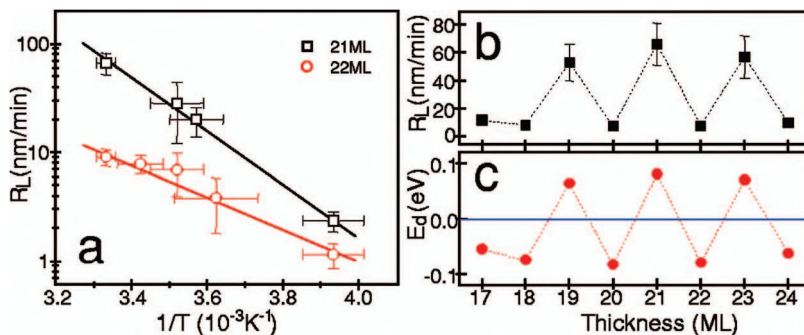 100
10
1
R_L(nm/min)
21ML
22ML
a
3.2 3.4 3.6 3.8 4.0
1/T (10⁻³K⁻¹)
80
60
40
20
0
R_L(nm/min)
b
0.1
0.0
-0.1
E_d(eV)
c
17 18 19 20 21 22 23 24
Thickness (ML)